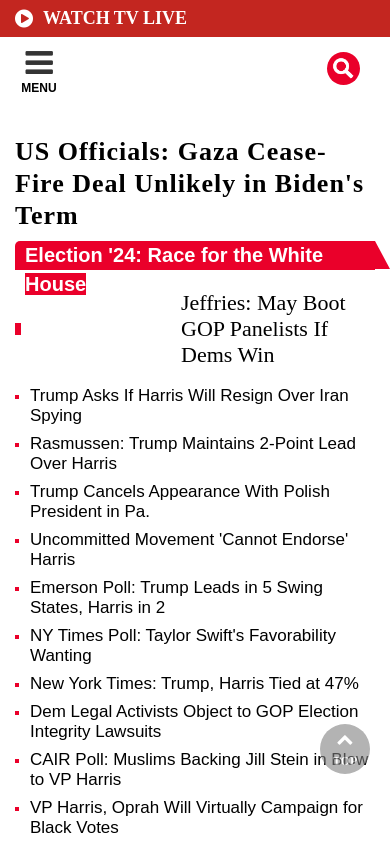 WATCH TV LIVE
MENU
US Officials: Gaza Cease-
Fire Deal Unlikely in Biden's
Term
Election '24: Race for the White
House
Jeffries: May Boot
GOP Panelists If
Dems Win
Trump Asks If Harris Will Resign Over Iran
Spying
Rasmussen: Trump Maintains 2-Point Lead
Over Harris
Trump Cancels Appearance With Polish
President in Pa.
Uncommitted Movement 'Cannot Endorse'
Harris
Emerson Poll: Trump Leads in 5 Swing
States, Harris in 2
NY Times Poll: Taylor Swift's Favorability
Wanting
New York Times: Trump, Harris Tied at 47%
Dem Legal Activists Object to GOP Election
Integrity Lawsuits
CAIR Poll: Muslims Backing Jill Stein in Blow
to VP Harris
VP Harris, Oprah Will Virtually Campaign for
Black Votes